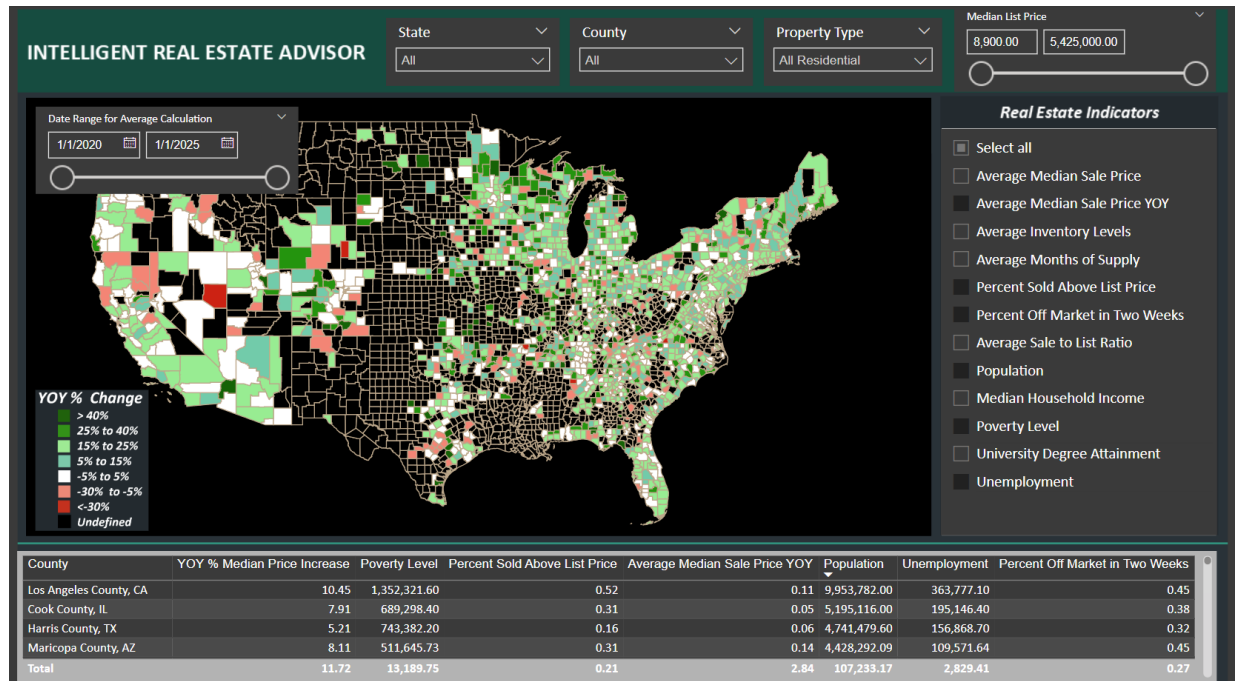 INTELLIGENT REAL ESTATE ADVISOR
State
All
County
All
Property Type
All Residential
Median List Price
8,900.00 5,425,000.00
Date Range for Average Calculation
1/1/2020 1/1/2025
YOY % Change
> 40%
25% to 40%
15% to 25%
5% to 15%
-5% to 5%
-30% to -5%
<-30%
Undefined
Real Estate Indicators
Select all
Average Median Sale Price
Average Median Sale Price YOY
Average Inventory Levels
Average Months of Supply
Percent Sold Above List Price
Percent Off Market in Two Weeks
Average Sale to List Ratio
Population
Median Household Income
Poverty Level
University Degree Attainment
Unemployment
County YOY % Median Price Increase Poverty Level Percent Sold Above List Price Average Median Sale Price YOY Population Unemployment Percent Off Market in Two Weeks
Los Angeles County, CA 10.45 1,352,321.60 0.52 0.11 9,953,782.00 363,777.10 0.45
Cook County, IL 7.91 689,298.40 0.31 0.05 5,195,116.00 195,146.40 0.38
Harris County, TX 5.21 743,382.20 0.16 0.06 4,741,479.60 156,868.70 0.32
Maricopa County, AZ 8.11 511,645.73 0.31 0.14 4,428,292.09 109,571.64 0.45
Total 11.72 13,189.75 0.21 2.84 107,233.17 2,829.41 0.27